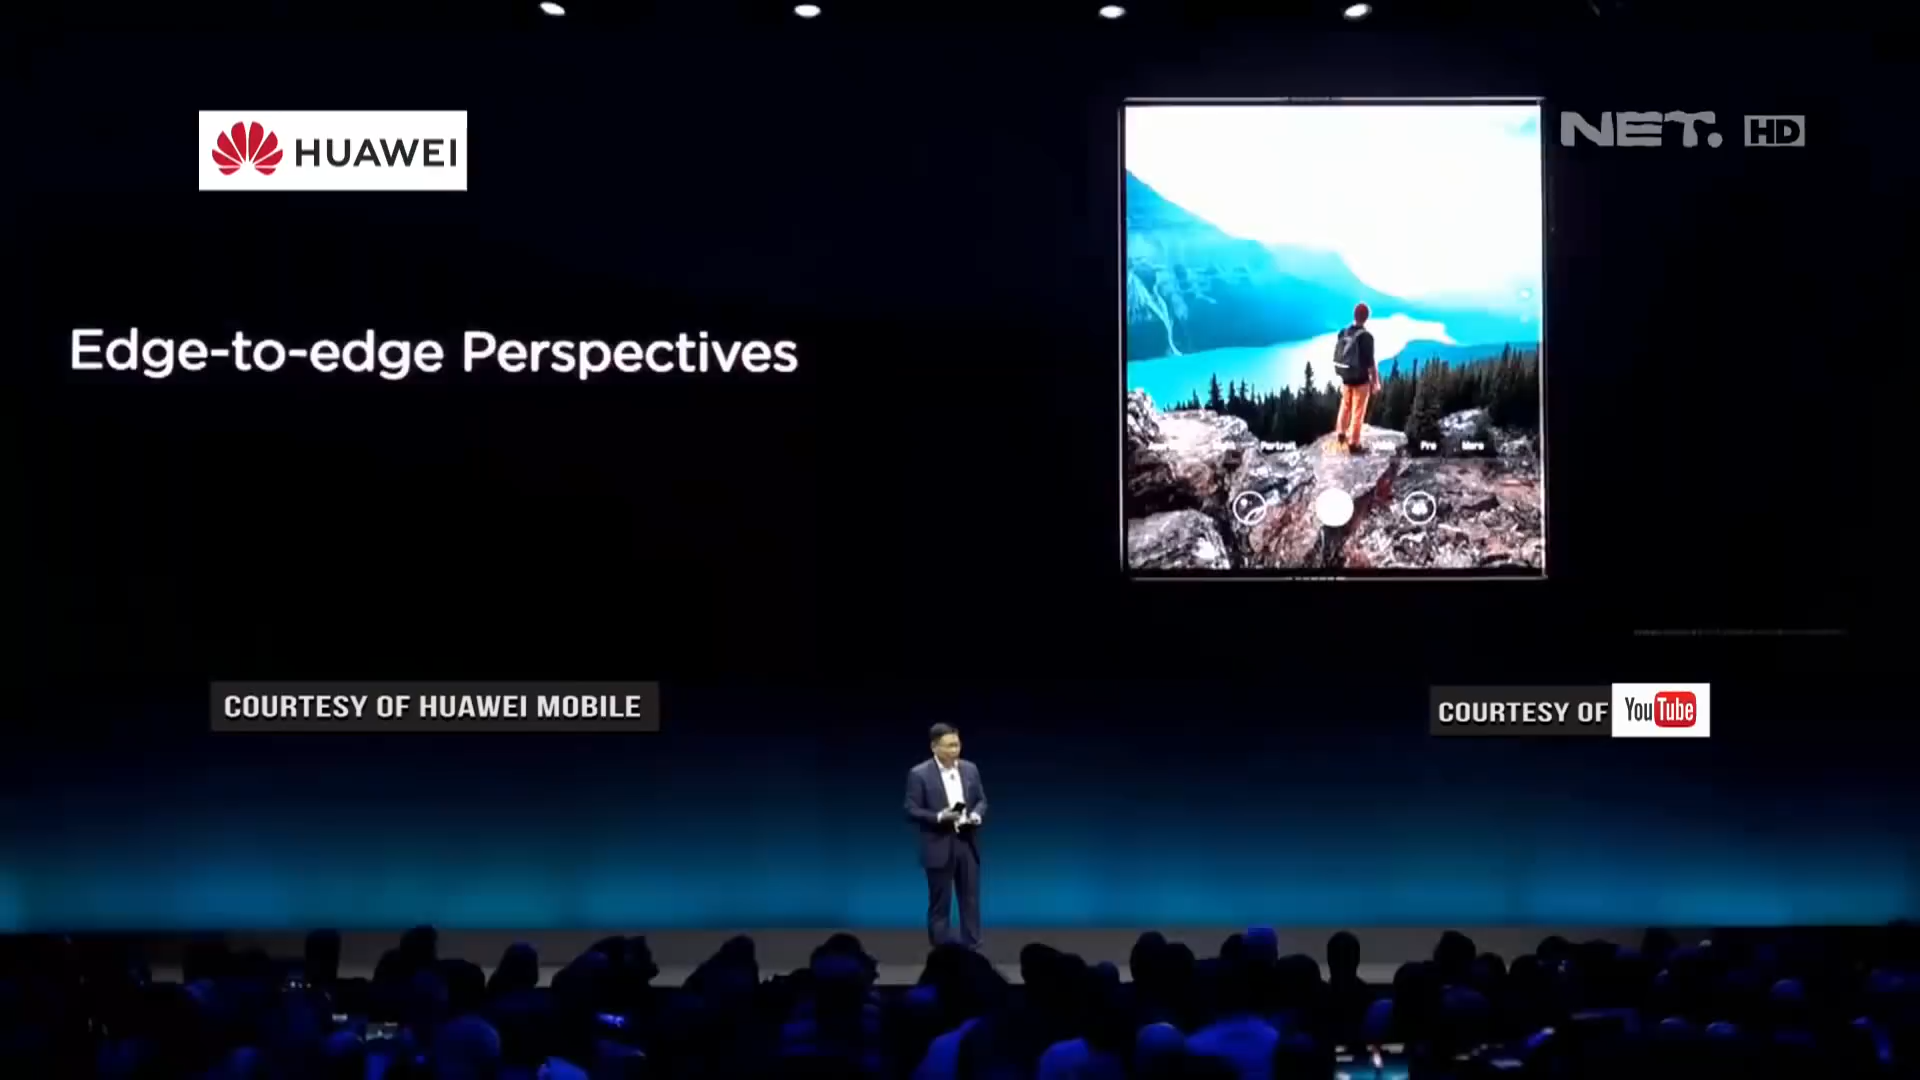 HUAWEI
NET. HD
Edge-to-edge Perspectives
Portrait
Pro
More
COURTESY OF HUAWEI MOBILE
COURTESY OF YouTube